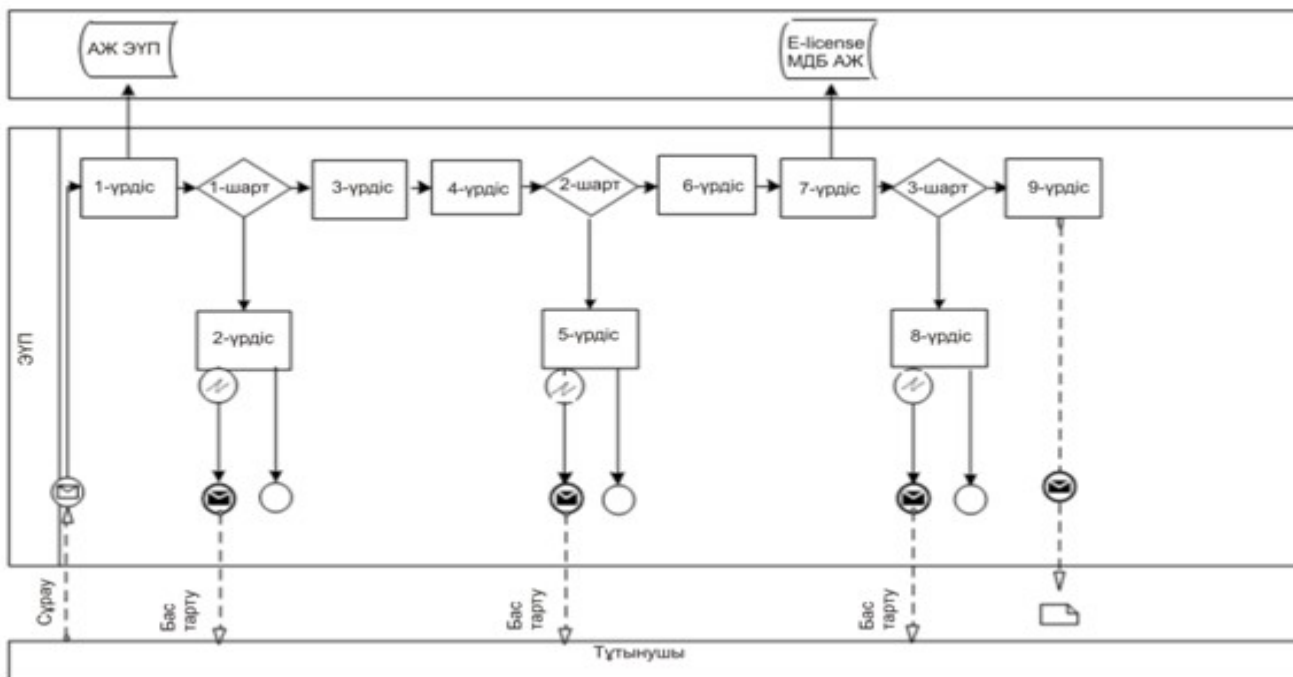 АЖ ЭҮП
E-license
МДБ АЖ
1-үрдіс
1-шарт
3-үрдіс
4-үрдіс
2-шарт
6-үрдіс
7-үрдіс
3-шарт
9-үрдіс
2-үрдіс
5-үрдіс
8-үрдіс
ЭҮП
Сұрау
Бас
тарту
Бас
тарту
Бас
тарту
Тұтынушы